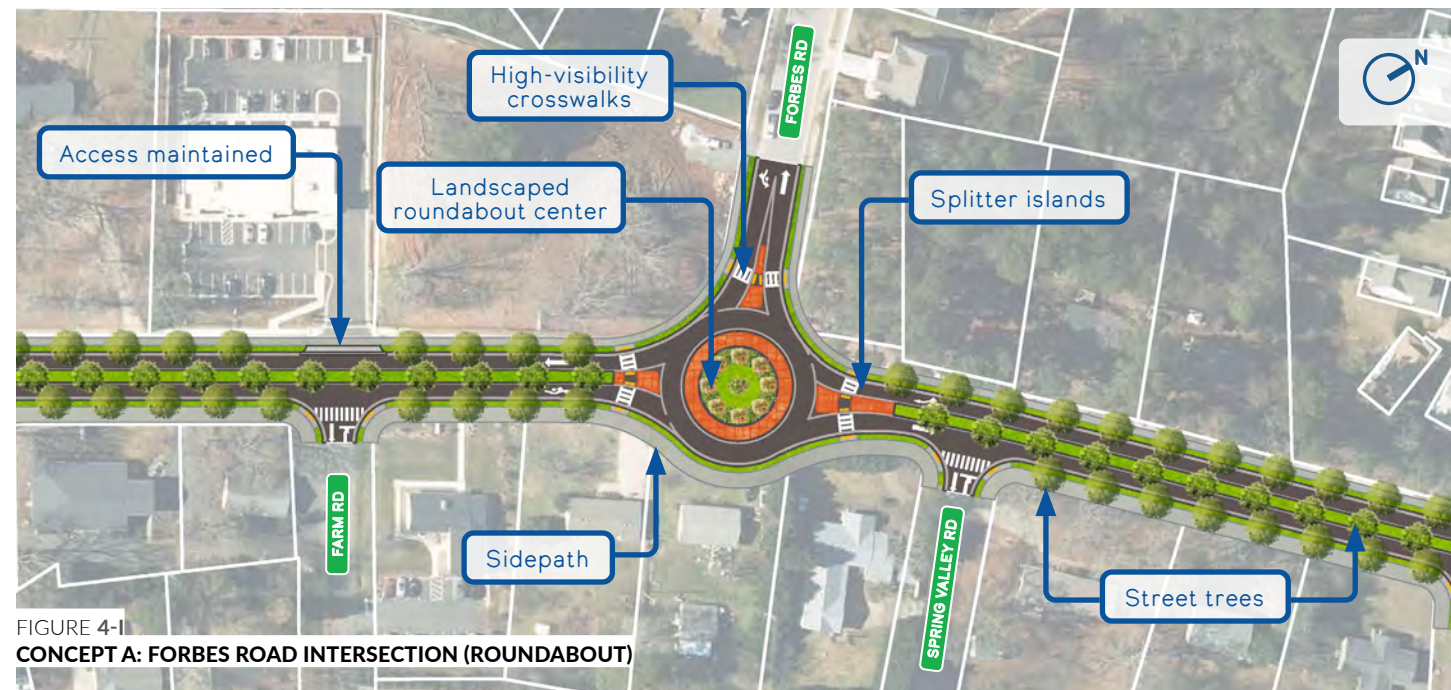 High-visibility
crosswalks
FORBES RD
N
Access maintained
Landscaped
roundabout center
Splitter islands
FARM RD
Sidepath
SPRING VALLEY RD
Street trees
FIGURE 4-I
CONCEPT A: FORBES ROAD INTERSECTION (ROUNDABOUT)